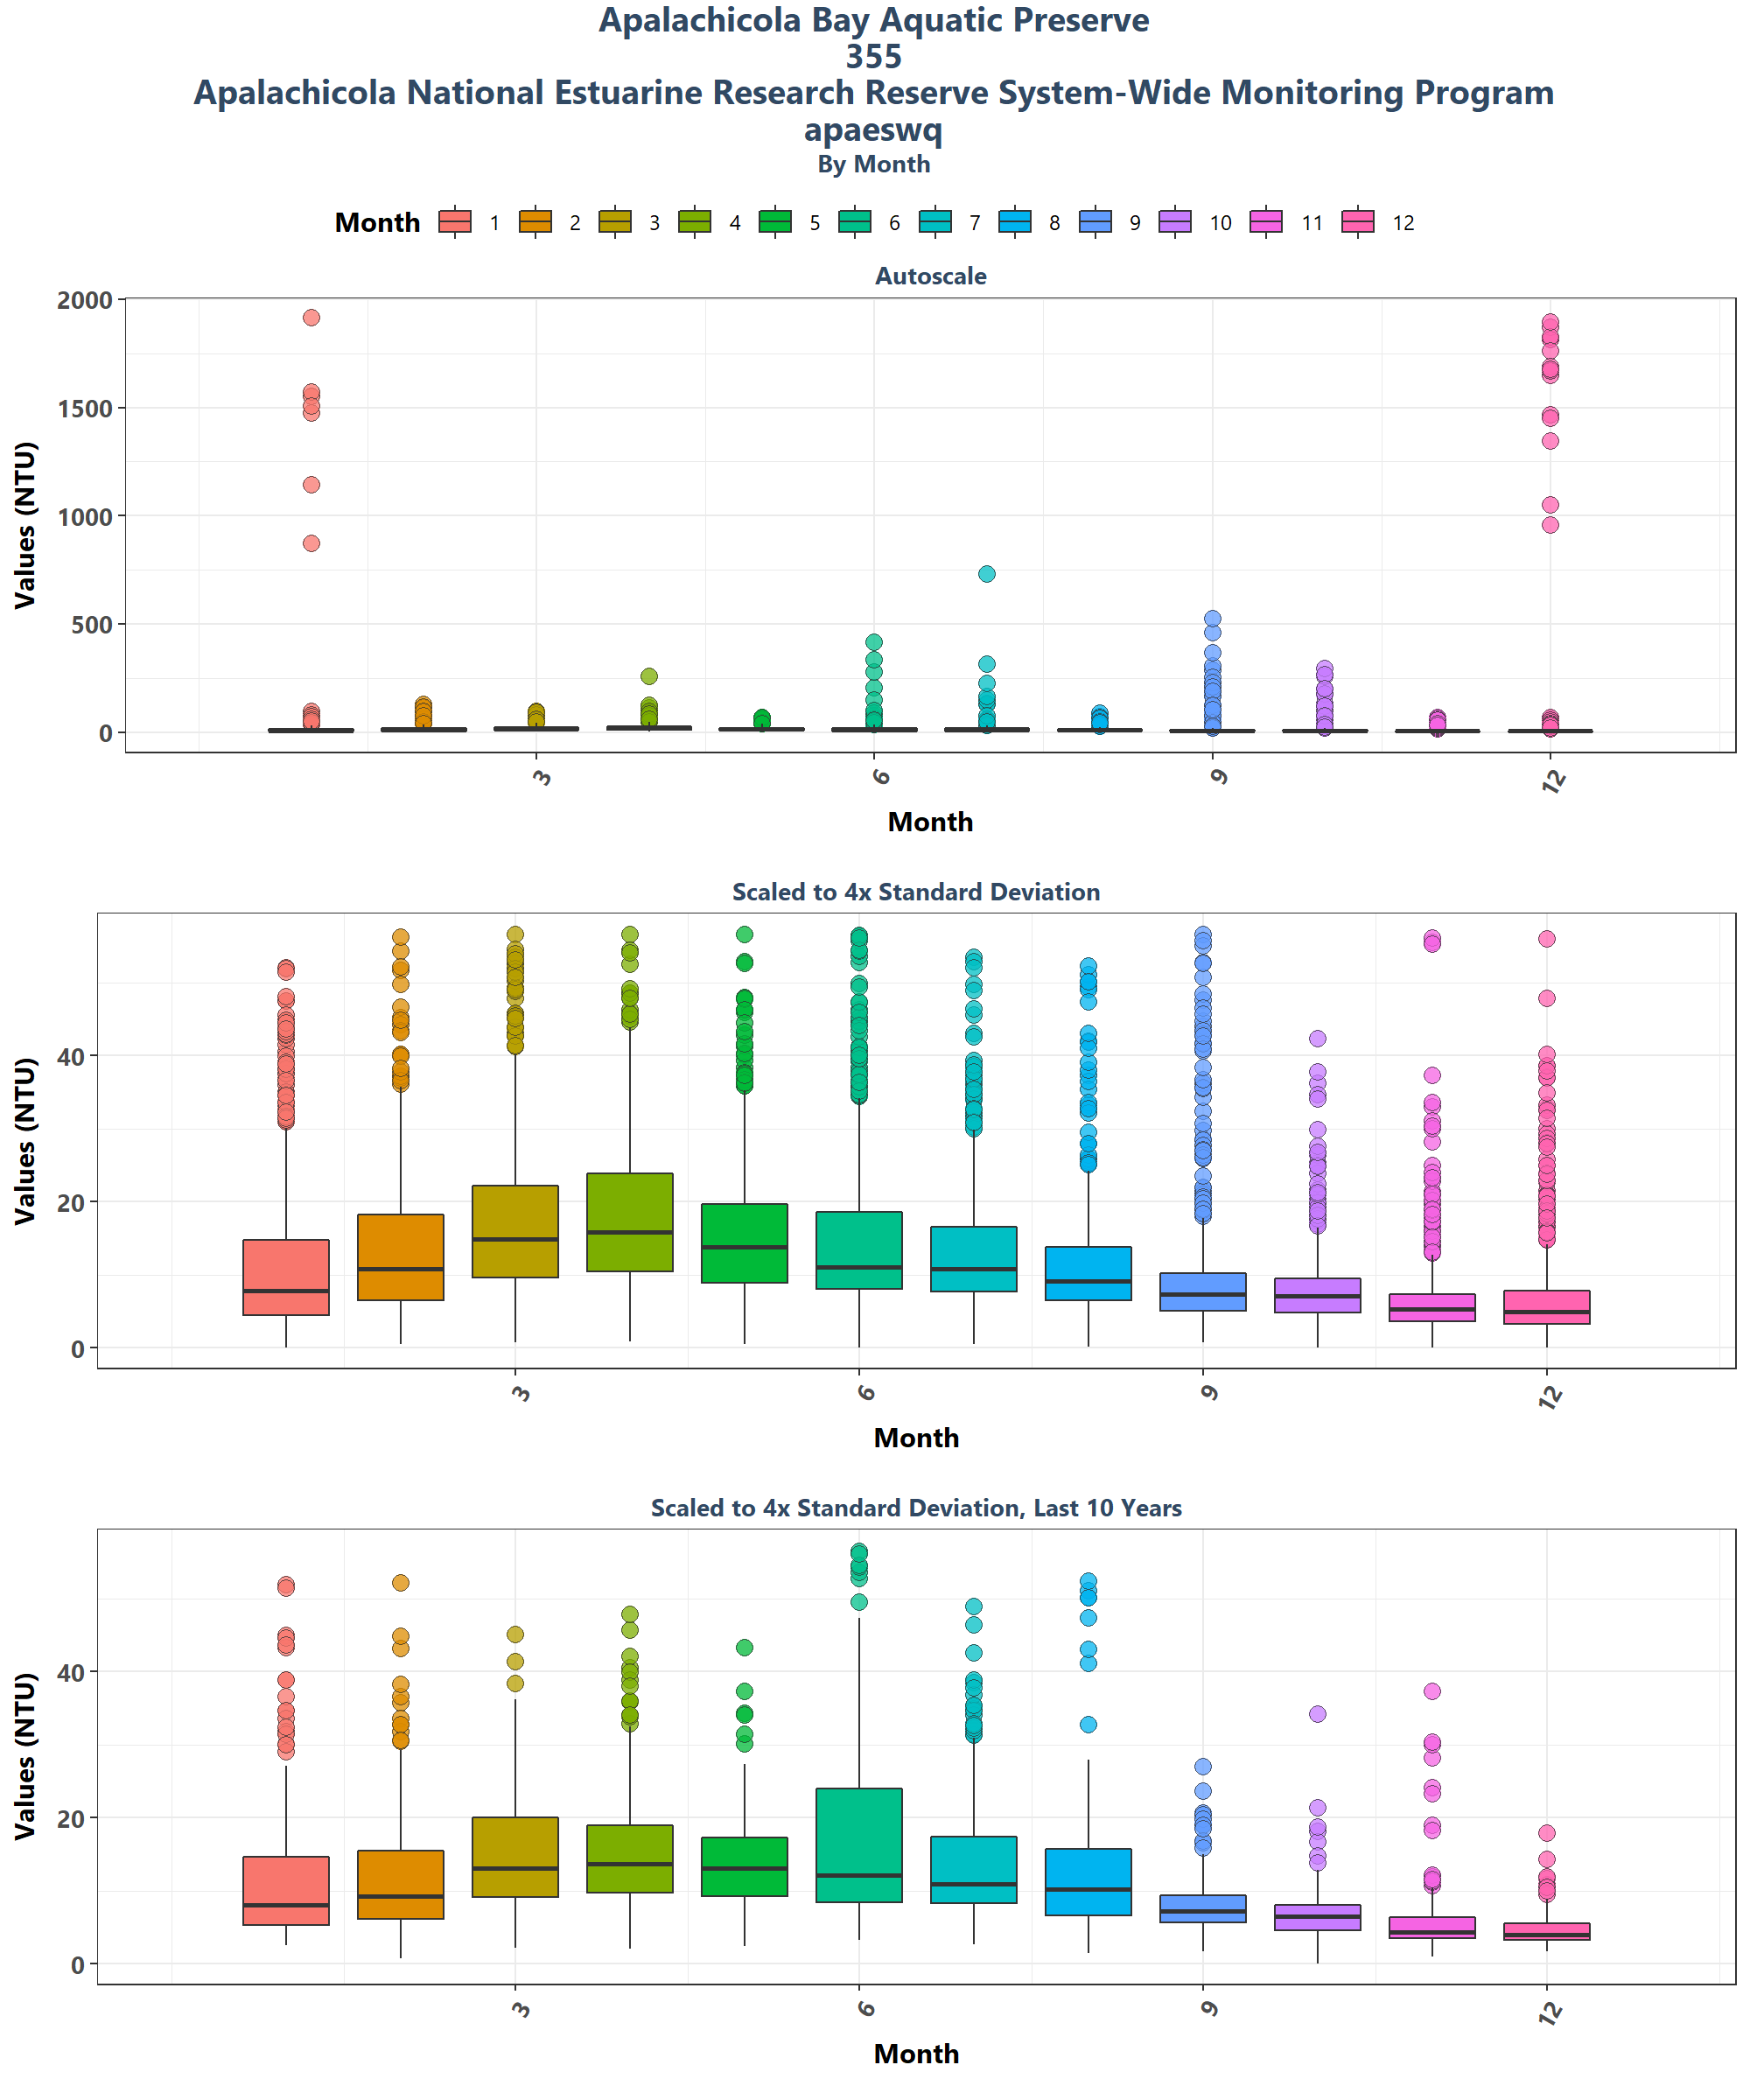 Apalachicola Bay Aquatic Preserve
355
Apalachicola National Estuarine Research Reserve System-Wide Monitoring Program
apaeswq
By Month
Month 1 2 3 4 5 6 7 8 9 10 11 12
Autoscale
2000
1500
1000
500
0
Values (NTU)
3 6 9 12
Month
Scaled to 4x Standard Deviation
40
20
0
Values (NTU)
3 6 9 12
Month
Scaled to 4x Standard Deviation, Last 10 Years
40
20
0
Values (NTU)
3 6 9 12
Month